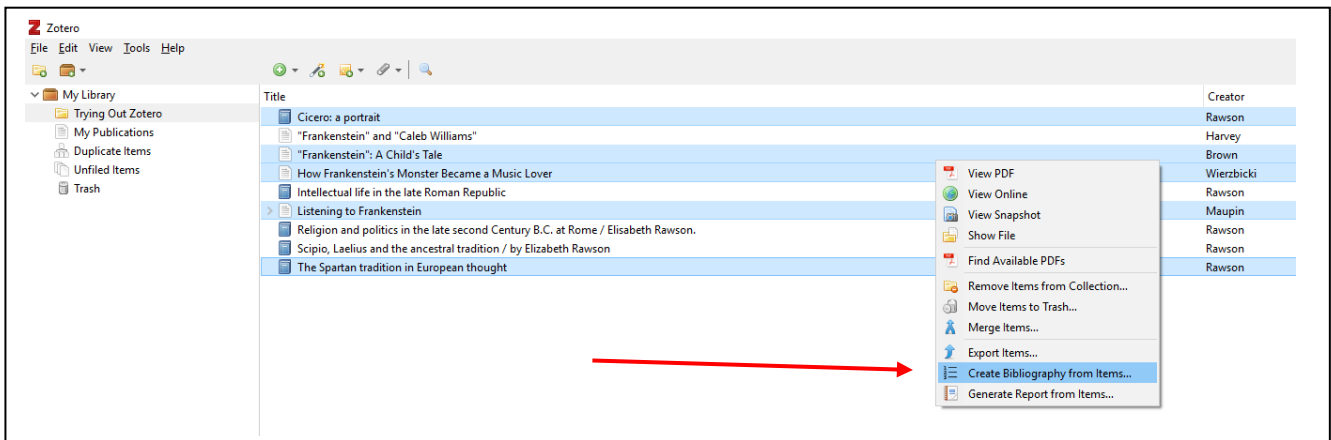 Zotero
File Edit View Tools Help
My Library
Trying Out Zotero
My Publications
Duplicate Items
Unfiled Items
Trash
Title Creator
Cicero: a portrait Rawson
"Frankenstein" and "Caleb Williams" Harvey
"Frankenstein": A Child's Tale Brown
How Frankenstein's Monster Became a Music Lover Wierzbicki
Intellectual life in the late Roman Republic Rawson
Listening to Frankenstein Maupin
Religion and politics in the late second Century B.C. at Rome / Elisabeth Rawson. Rawson
Scipio, Laelius and the ancestral tradition / by Elizabeth Rawson Rawson
The Spartan tradition in European thought Rawson
View PDF
View Online
View Snapshot
Show File
Find Available PDFs
Remove Items from Collection...
Move Items to Trash...
Merge Items...
Export Items...
Create Bibliography from Items...
Generate Report from Items...